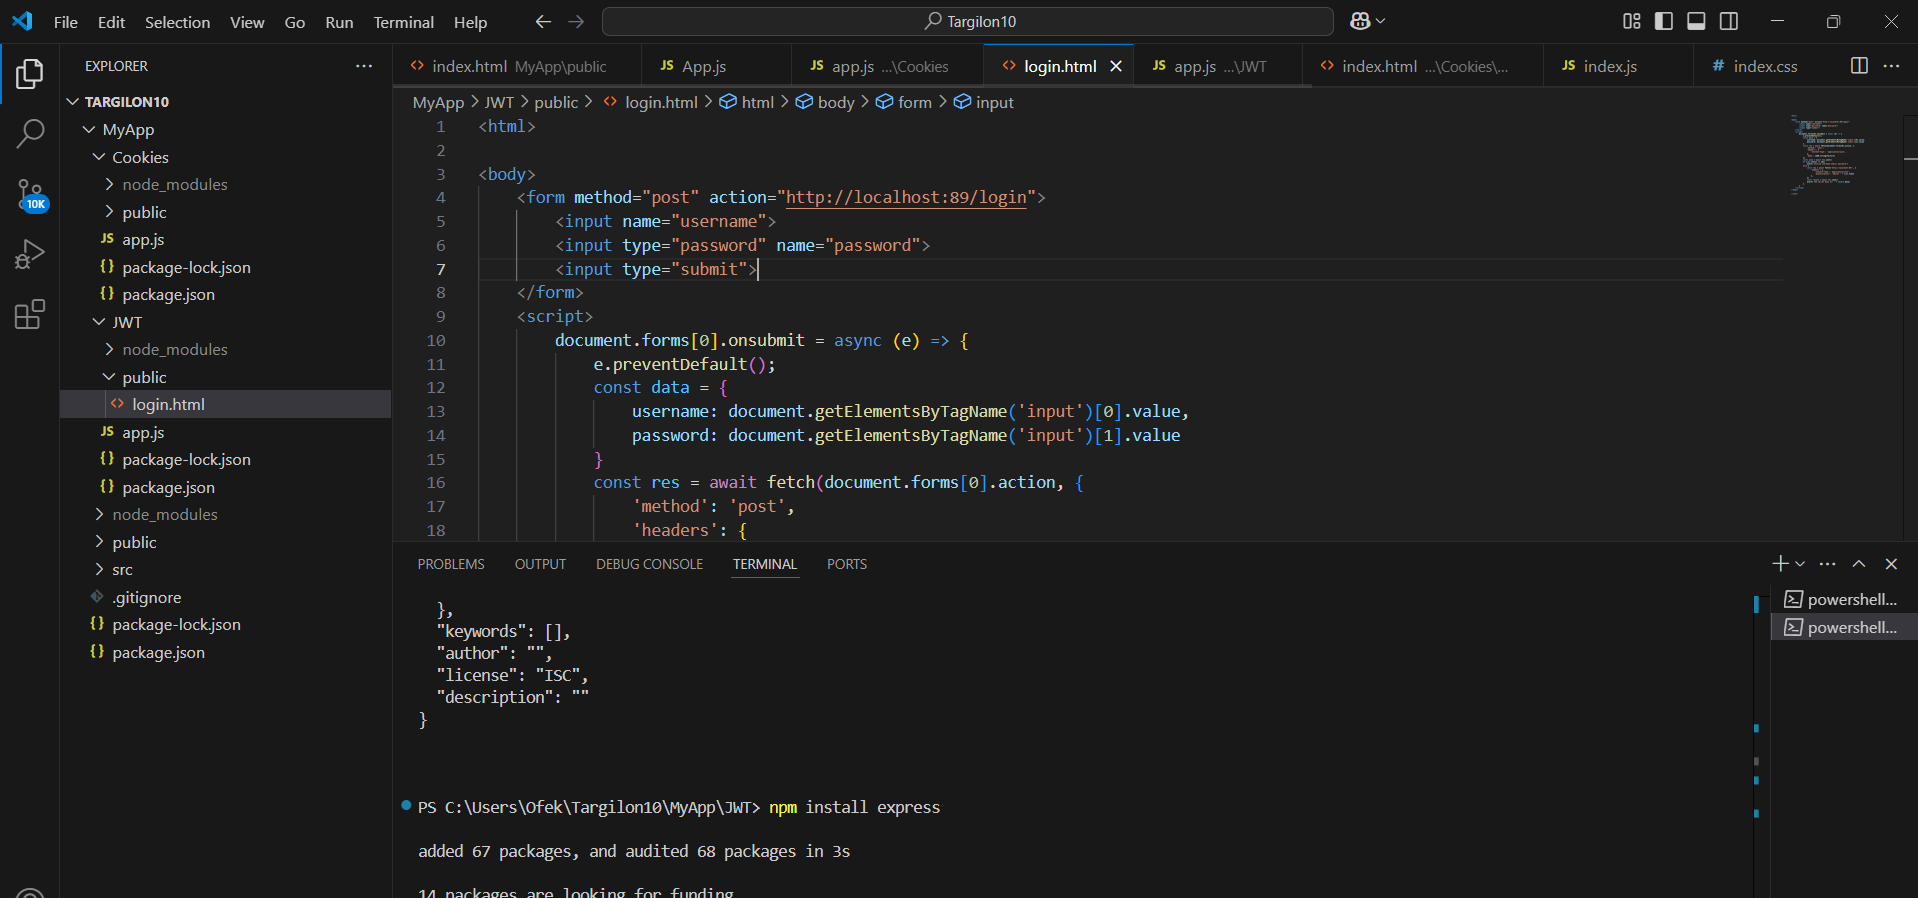 File Edit Selection View Go Run Terminal Help
Targilon10
EXPLORER
TARGILON10
MyApp
Cookies
node_modules
public
JS app.js
{} package-lock.json
{} package.json
JWT
node_modules
public
<> login.html
JS app.js
{} package-lock.json
{} package.json
node_modules
public
src
.gitignore
{} package-lock.json
{} package.json
10K
<> index.html MyApp\public
JS App.js
JS app.js ...\Cookies
<> login.html
JS app.js ...\JWT
<> index.html ...\Cookies\...
JS index.js
# index.css
MyApp > JWT > public > <> login.html > html > body > form > input
1 <html>
2
3 <body>
4 <form method="post" action="http://localhost:89/login">
5 <input name="username">
6 <input type="password" name="password">
7 <input type="submit">
8 </form>
9 <script>
10 document.forms[0].onsubmit = async (e) => {
11 e.preventDefault();
12 const data = {
13 username: document.getElementsByTagName('input')[0].value,
14 password: document.getElementsByTagName('input')[1].value
15 }
16 const res = await fetch(document.forms[0].action, {
17 'method': 'post',
18 'headers': {
PROBLEMS OUTPUT DEBUG CONSOLE TERMINAL PORTS
},
"keywords": [],
"author": "",
"license": "ISC",
"description": ""
}
PS C:\Users\Ofek\Targilon10\MyApp\JWT> npm install express
added 67 packages, and audited 68 packages in 3s
14 packages are looking for funding
powershell...
powershell...